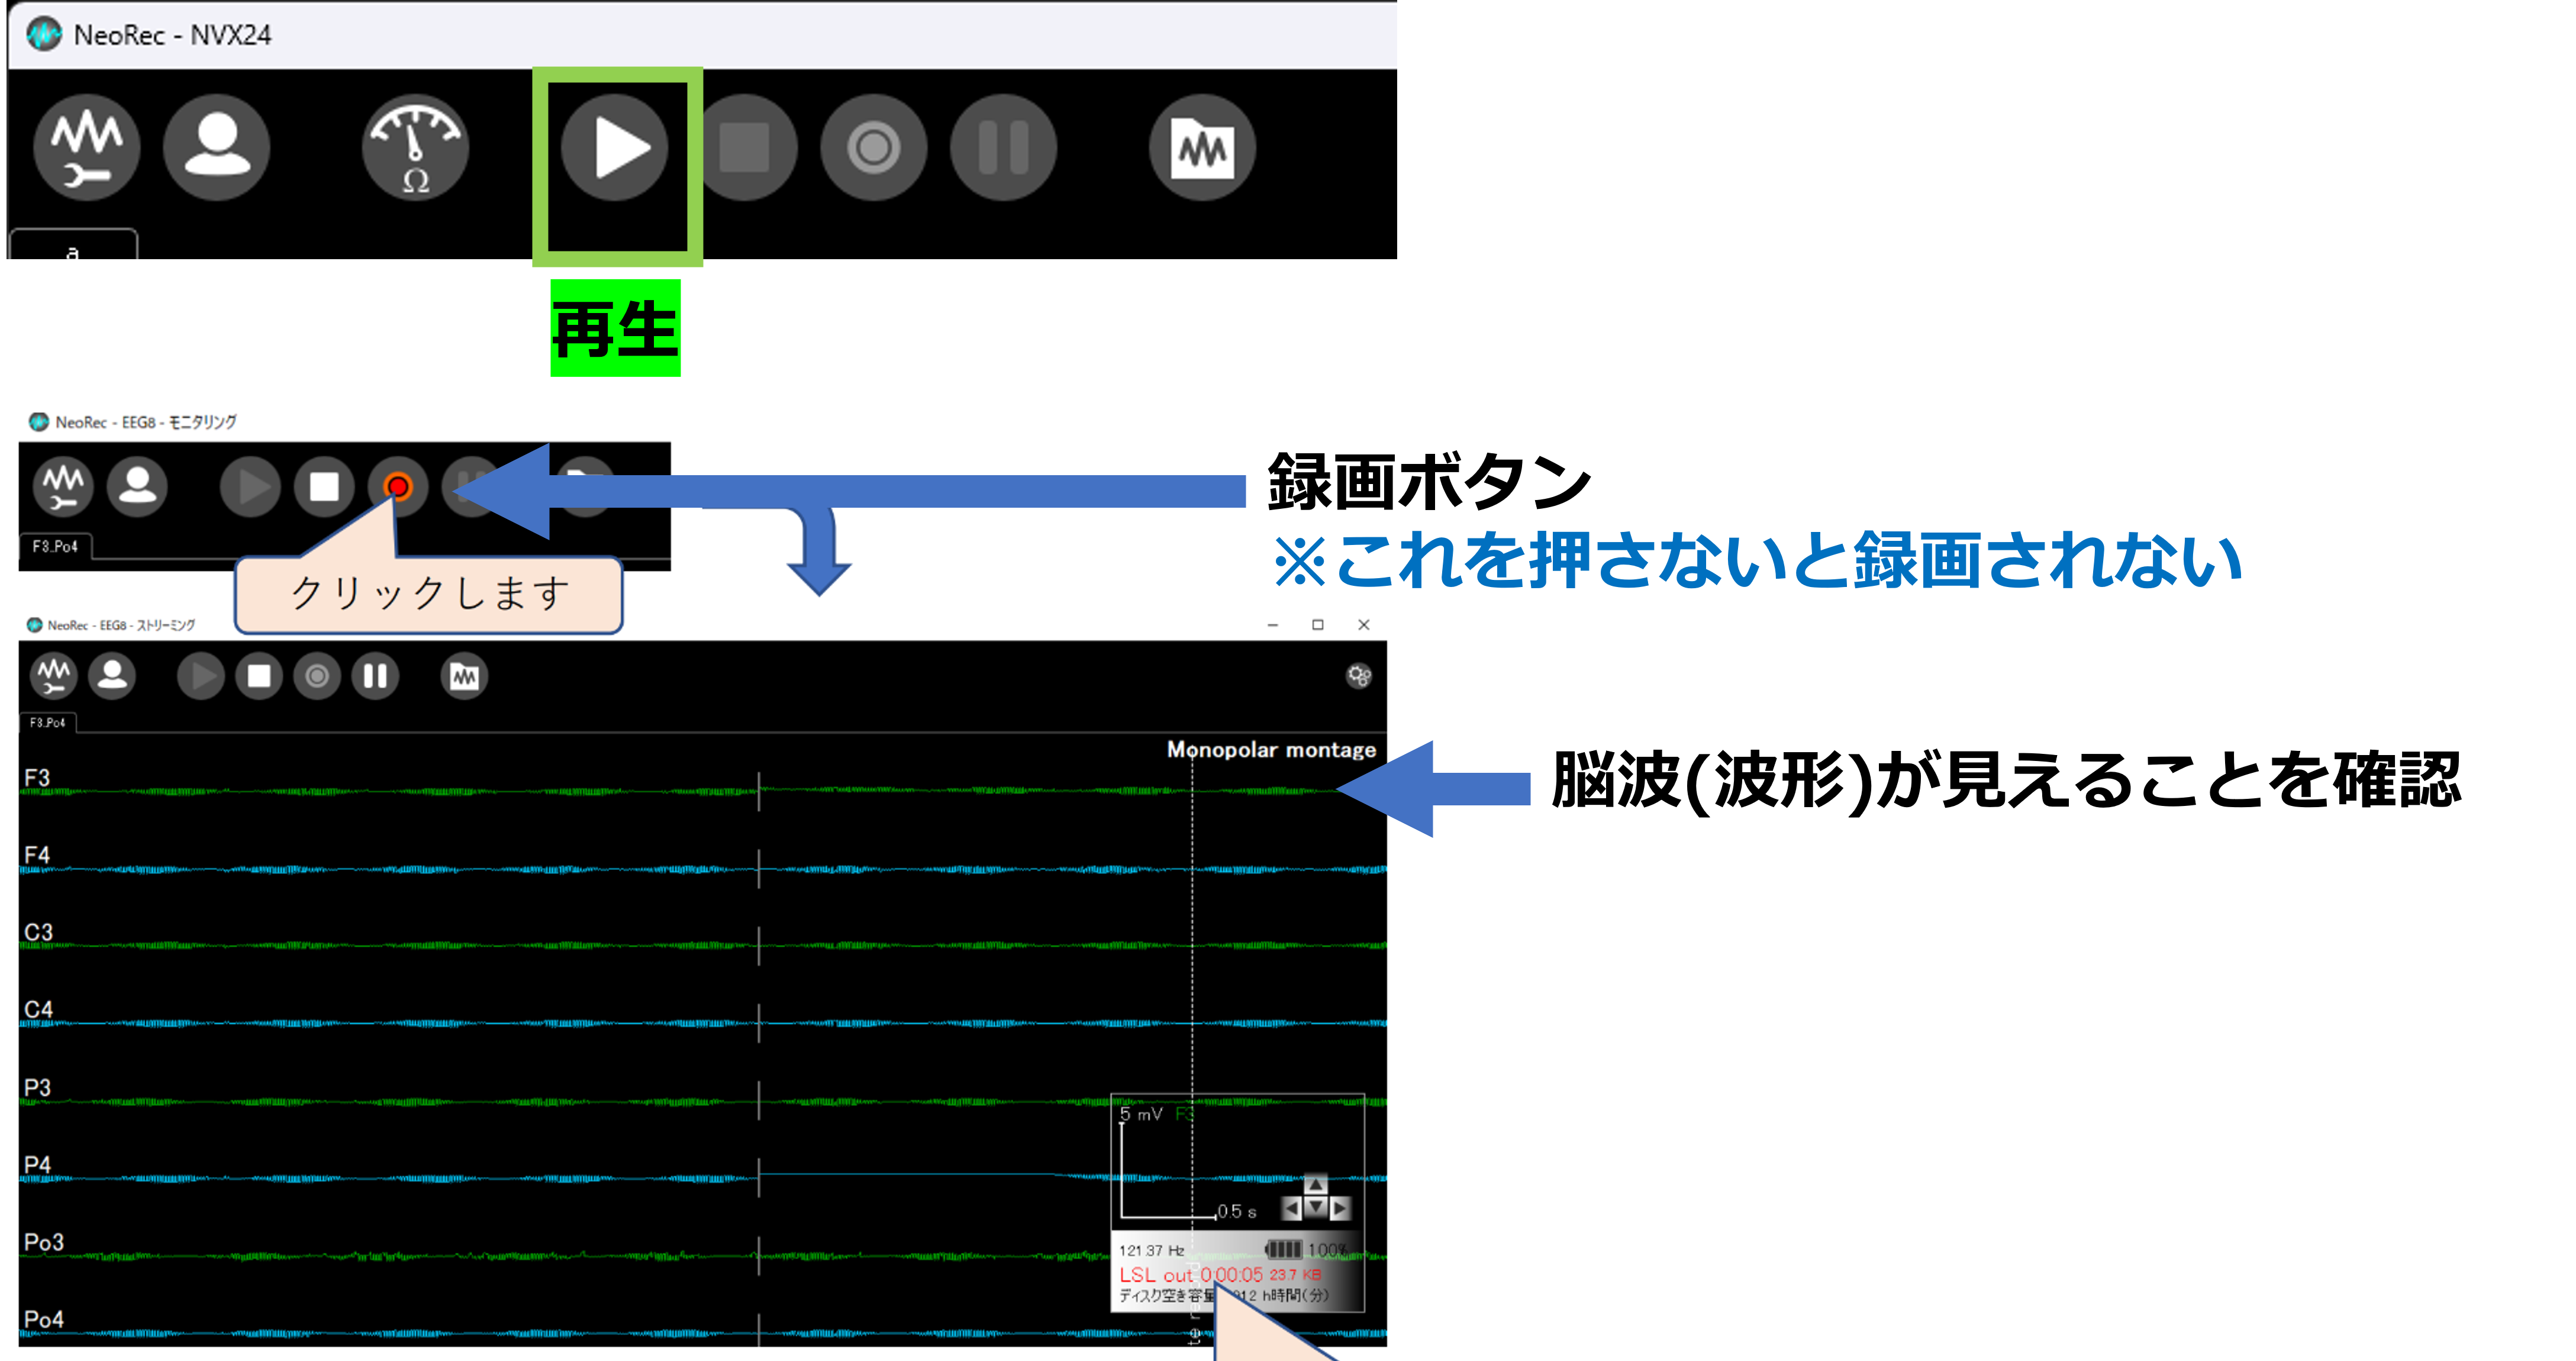 NeoRec - NVX24
Ω
a
再生
NeoRec - EEG8 - モニタリング
録画ボタン
※これを押さないと録画されない
F3..Po4
クリックします
NeoRec - EEG8 - ストリーミング
F3..Po4
Monopolar montage
脳波(波形)が見えることを確認
F3
F4
C3
C4
P3
5 mV F3
P4
0.5 s
Po3
121.37 Hz 100%
LSL out 0:00:05 23.7 KB
ディスク空き容量 12 h時間(分)
Po4